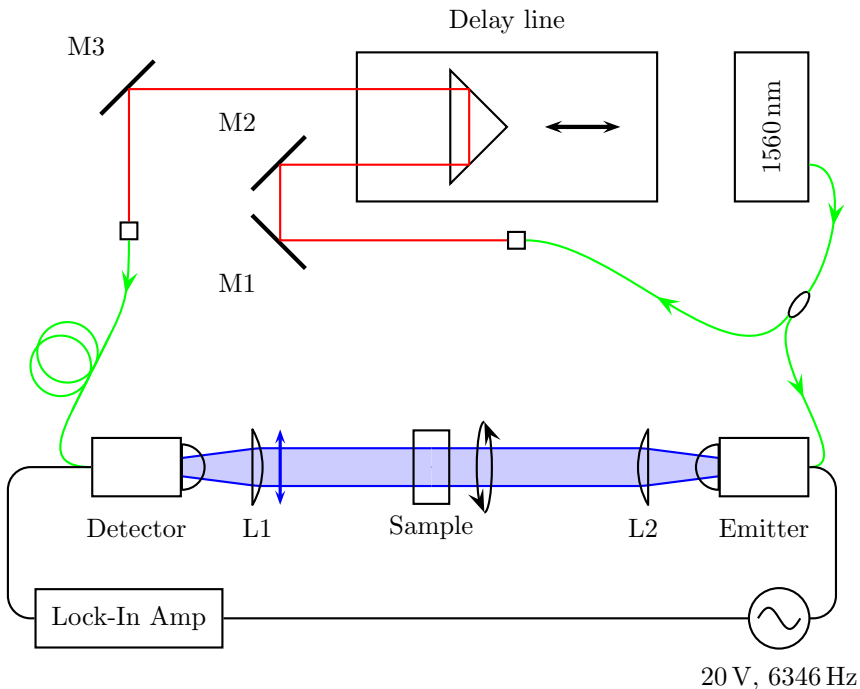 Delay line
M3
M2
1560 nm
M1
Detector
L1
Sample
L2
Emitter
Lock-In Amp
20 V, 6346 Hz